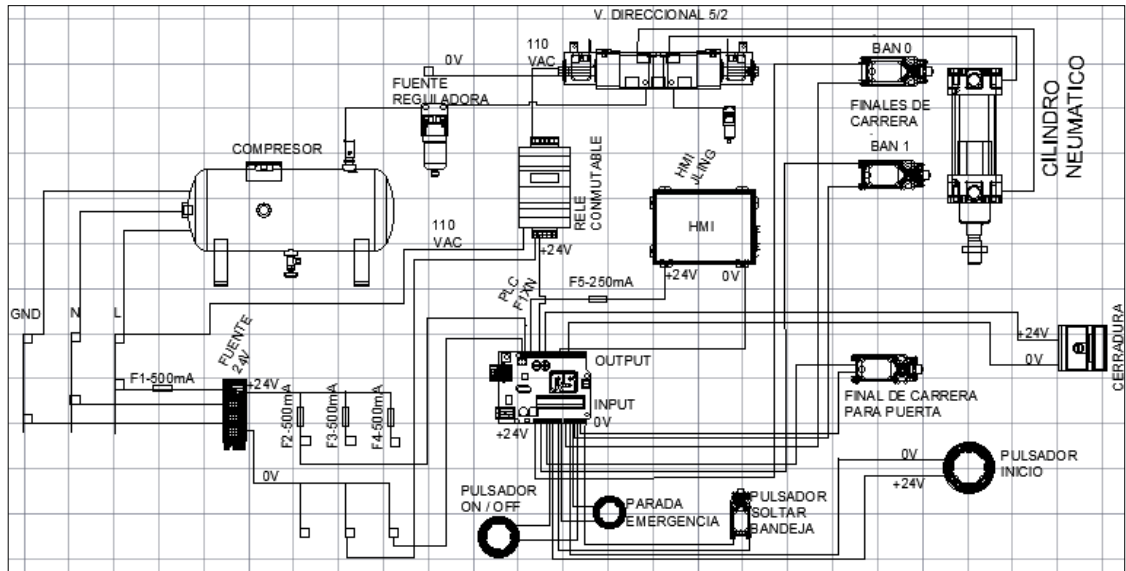 V. DIRECCIONAL 5/2
110
VAC
0V
FUENTE
REGULADORA
BAN 0
FINALES DE
CARRERA
BAN 1
CILINDRO
NEUMATICO
COMPRESOR
RELE
CONMUTABLE
HMI
JLING
HMI
110
VAC
+24V
+24V
0V
F5-250mA
PLC
F1XN
GND
N
L
FUENTE
24V
F1-500mA
+24V
F2-500mA
F3-500mA
F4-500mA
0V
OUTPUT
INPUT
+24V
0V
+24V
0V
CERRADURA
FINAL DE CARRERA
PARA PUERTA
0V
+24V
PULSADOR
INICIO
PULSADOR
ON / OFF
PARADA
EMERGENCIA
PULSADOR
SOLTAR
BANDEJA